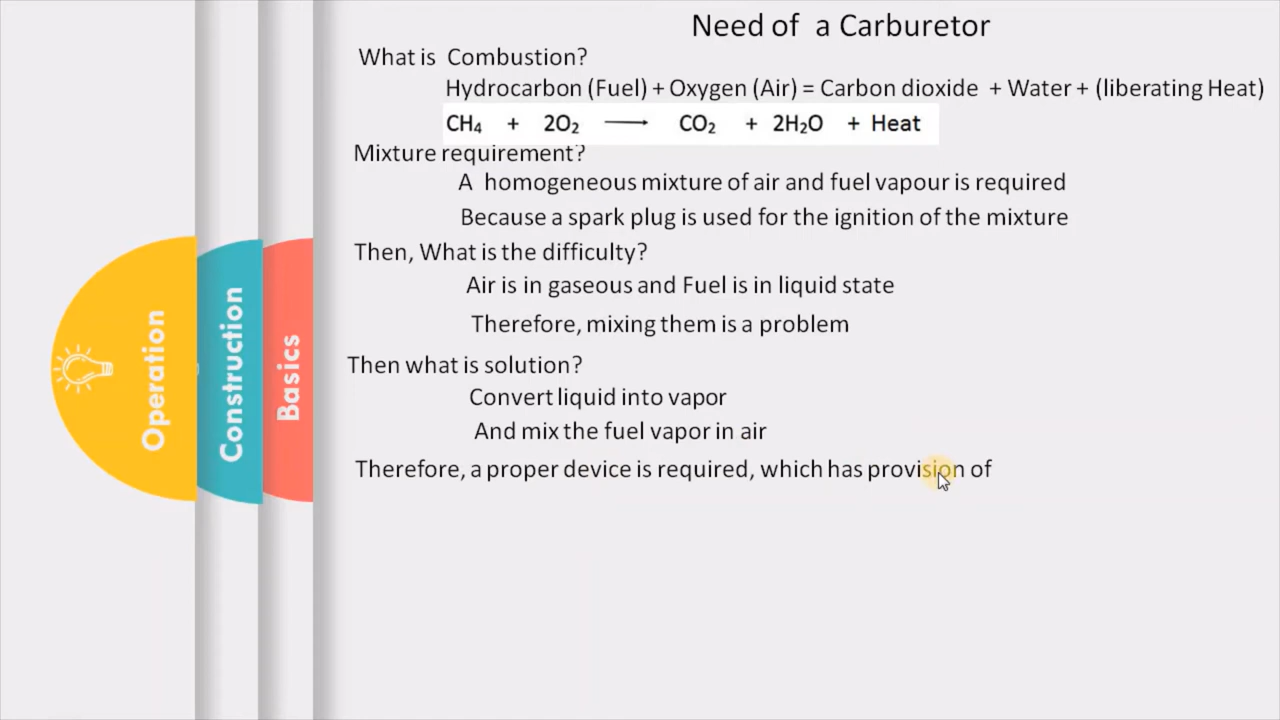 Need of a Carburetor
What is Combustion?
Hydrocarbon (Fuel) + Oxygen (Air) = Carbon dioxide + Water + (liberating Heat)
CH₄ + 2O₂ ⟶ CO₂ + 2H₂O + Heat
Mixture requirement?
A homogeneous mixture of air and fuel vapour is required
Because a spark plug is used for the ignition of the mixture
Then, What is the difficulty?
Air is in gaseous and Fuel is in liquid state
Therefore, mixing them is a problem
Then what is solution?
Convert liquid into vapor
And mix the fuel vapor in air
Therefore, a proper device is required, which has provision of
Operation
Construction
Basics